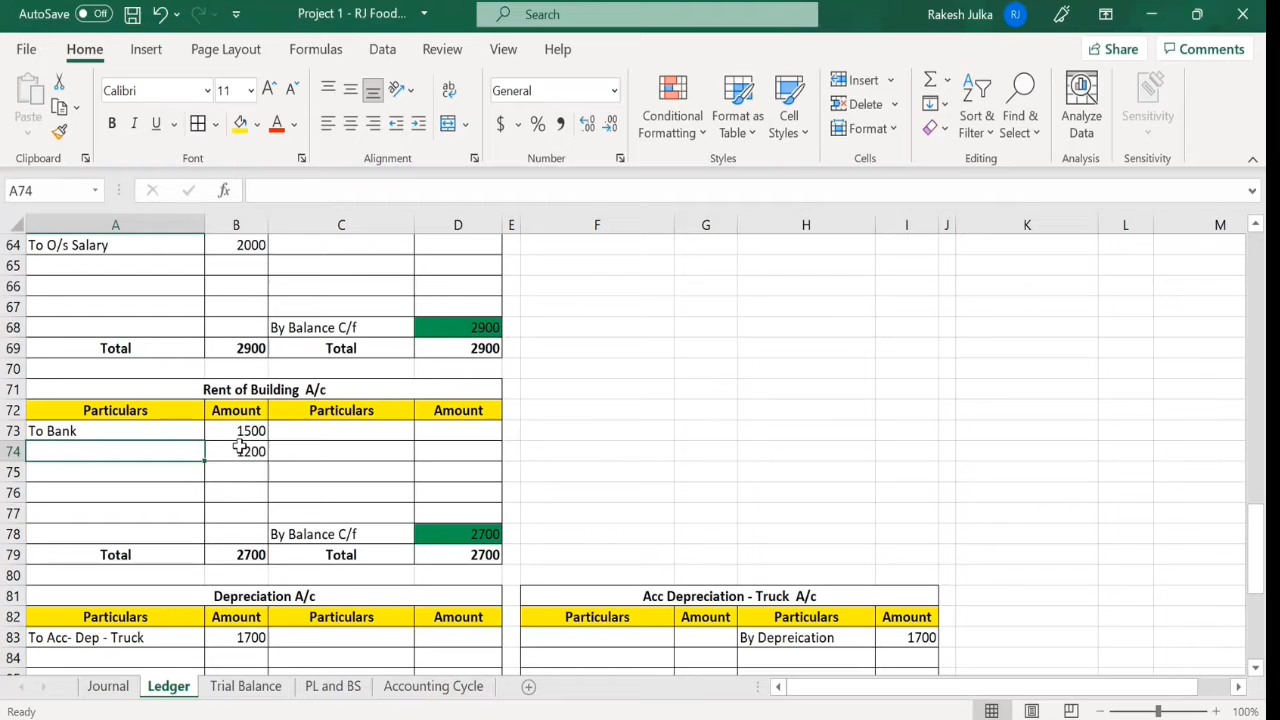 AutoSave Off Project 1 - RJ Food... Search Rakesh Julka RJ
File Home Insert Page Layout Formulas Data Review View Help Share Comments
Paste Calibri 11 General Conditional Formatting Format as Table Cell Styles Insert Delete Format Sort & Filter Find & Select Analyze Data Sensitivity
Clipboard Font Alignment Number Styles Cells Editing Analysis Sensitivity
A74 fx
A B C D E F G H I J K L M
64 To O/s Salary 2000
65
66
67
68 By Balance C/f 2900
69 Total 2900 Total 2900
70
71 Rent of Building A/c
72 Particulars Amount Particulars Amount
73 To Bank 1500
74
75
76
77
78 By Balance C/f 2700
79 Total 2700 Total 2700
80
81 Depreciation A/c Acc Depreciation - Truck A/c
82 Particulars Amount Particulars Amount Particulars Amount Particulars Amount
83 To Acc- Dep - Truck 1700 By Depreication 1700
84
Journal Ledger Trial Balance PL and BS Accounting Cycle
Ready 100%